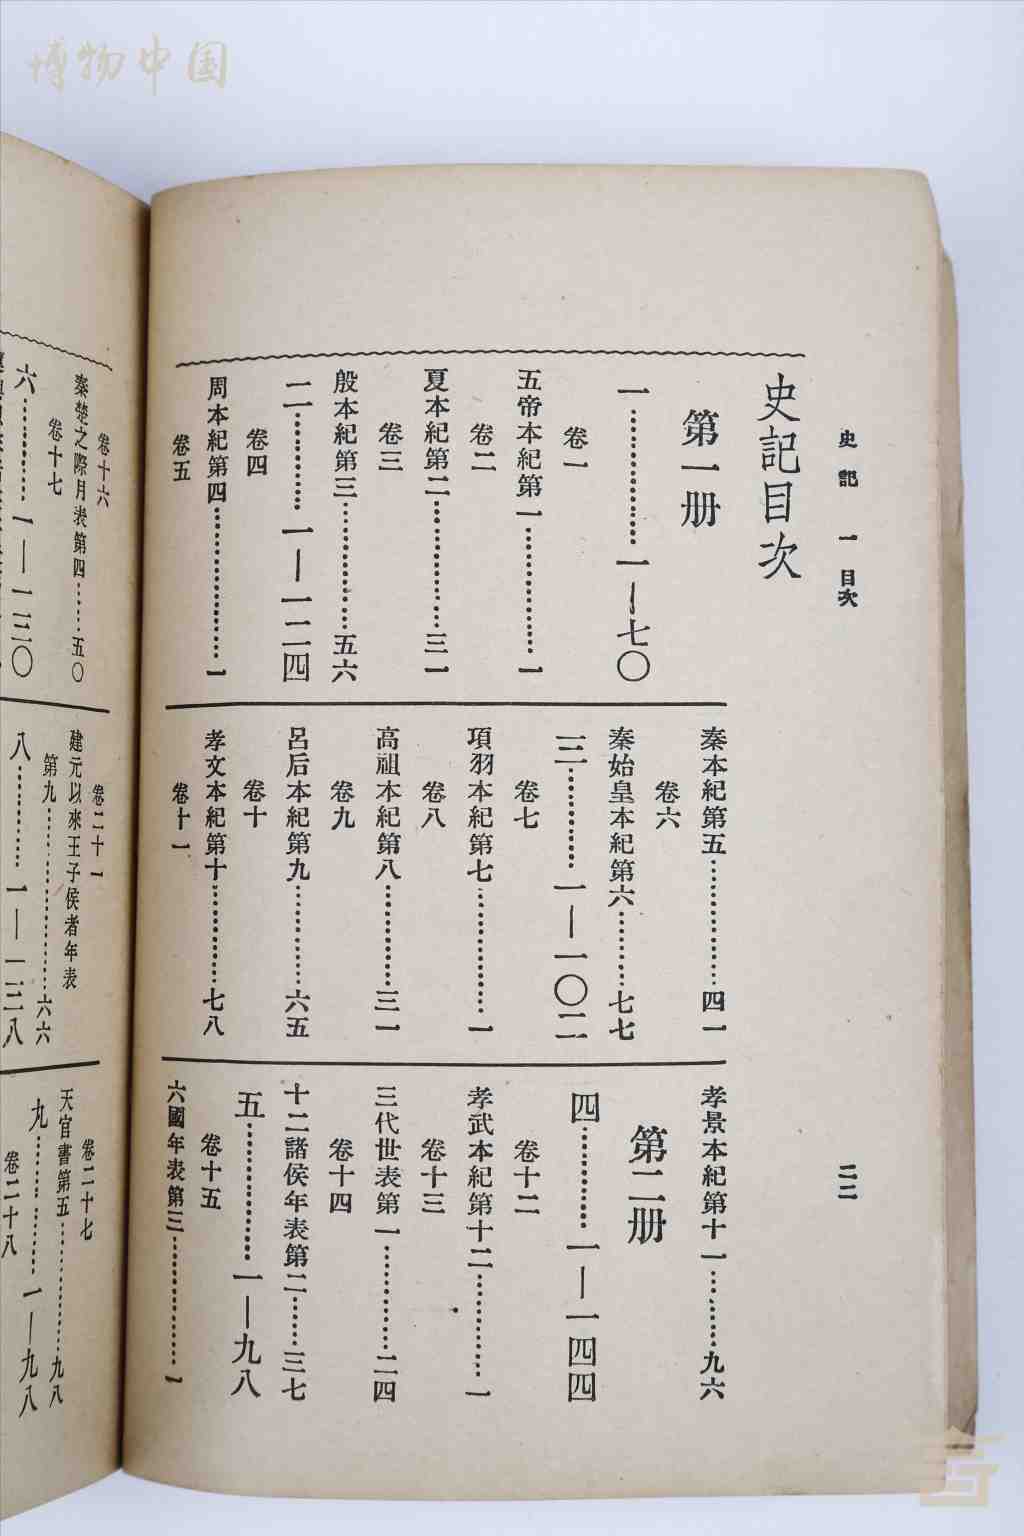 博物中国
史記 一 目次
二二
史記目次
第一册
一…………一—七〇
卷一
五帝本紀第一…………一
卷二
夏本紀第二…………三一
卷三
殷本紀第三…………五六
二…………一—一二四
卷四
周本紀第四…………一
卷五
秦本紀第五…………四一
卷六
秦始皇本紀第六…………七七
三…………一—一〇二
卷七
項羽本紀第七…………一
卷八
高祖本紀第八…………三一
卷九
呂后本紀第九…………六五
卷十
孝文本紀第十…………七八
卷十一
孝景本紀第十一…………九六
第二册
四…………一—一四四
卷十二
孝武本紀第十二…………一
卷十三
三代世表第一…………二四
卷十四
十二諸侯年表第二……三七
五…………一—九八
卷十五
六國年表第三…………一
卷十六
秦楚之際月表第四……五〇
卷十七
六…………一—一三〇
卷二十一
建元以來王子侯者年表
第九…………六六
八…………一—一三八
卷二十七
天官書第五…………九八
九…………一—九八
卷二十八